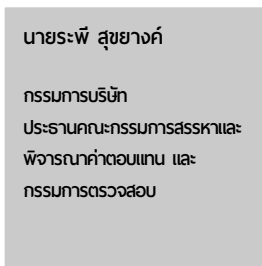 นายระพี สุขยางค์
กรรมการบริษัท
ประธานคณะกรรมการสรรหาและ
พิจารณาค่าตอบแทน และ
กรรมการตรวจสอบ